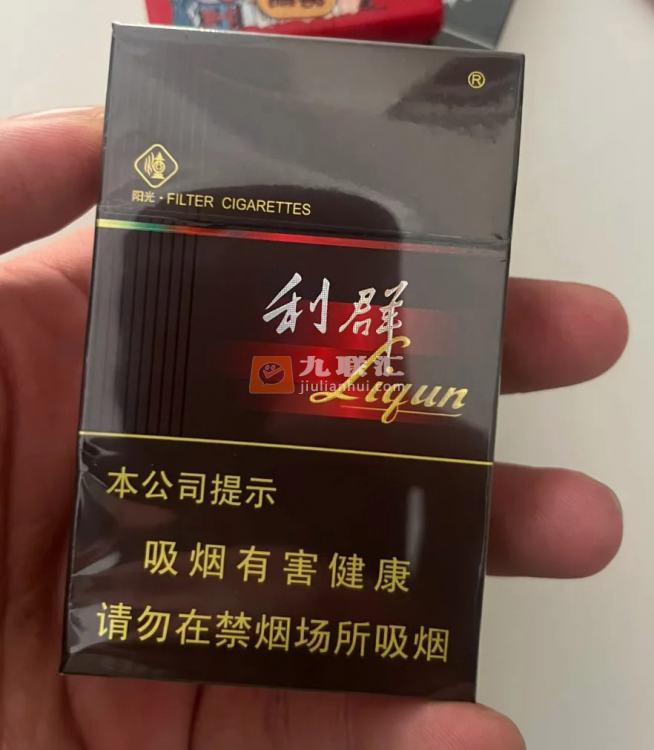 ®
阳光·FILTER CIGARETTES
利群
九联汇
jiulianhui.com
Liqun
本公司提示
吸烟有害健康
请勿在禁烟场所吸烟